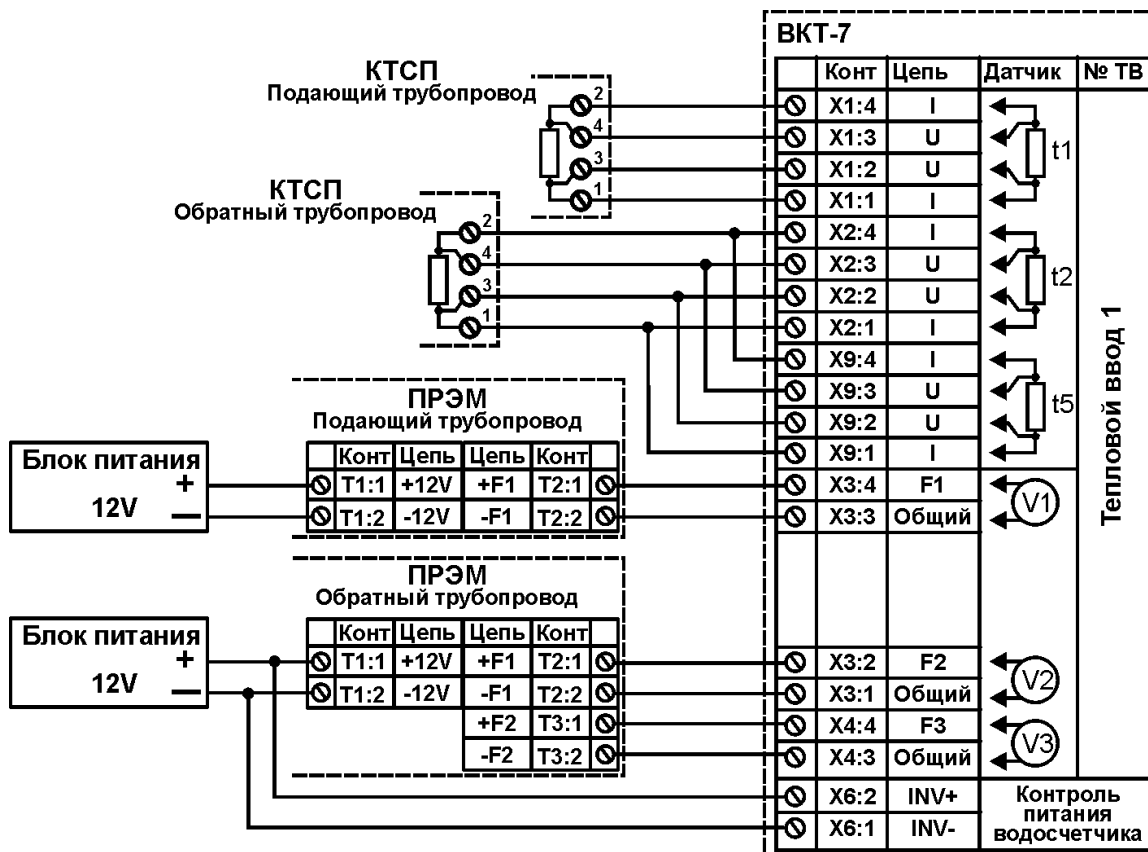 ВКТ-7
Конт Цепь Датчик № ТВ
КТСП
Подающий трубопровод
2
4
3
1
X1:4 I
X1:3 U
X1:2 U
X1:1 I
t1
КТСП
Обратный трубопровод
2
4
3
1
X2:4 I
X2:3 U
X2:2 U
X2:1 I
t2
X9:4 I
X9:3 U
X9:2 U
X9:1 I
t5
Тепловой ввод 1
ПРЭМ
Подающий трубопровод
Конт Цепь Цепь Конт
T1:1 +12V +F1 T2:1
T1:2 -12V -F1 T2:2
Блок питания
+
12V
—
X3:4 F1
X3:3 Общий
V1
ПРЭМ
Обратный трубопровод
Конт Цепь Цепь Конт
T1:1 +12V +F1 T2:1
T1:2 -12V -F1 T2:2
+F2 T3:1
-F2 T3:2
Блок питания
+
12V
—
X3:2 F2
X3:1 Общий
V2
X4:4 F3
X4:3 Общий
V3
X6:2 INV+
X6:1 INV-
Контроль
питания
водосчетчика